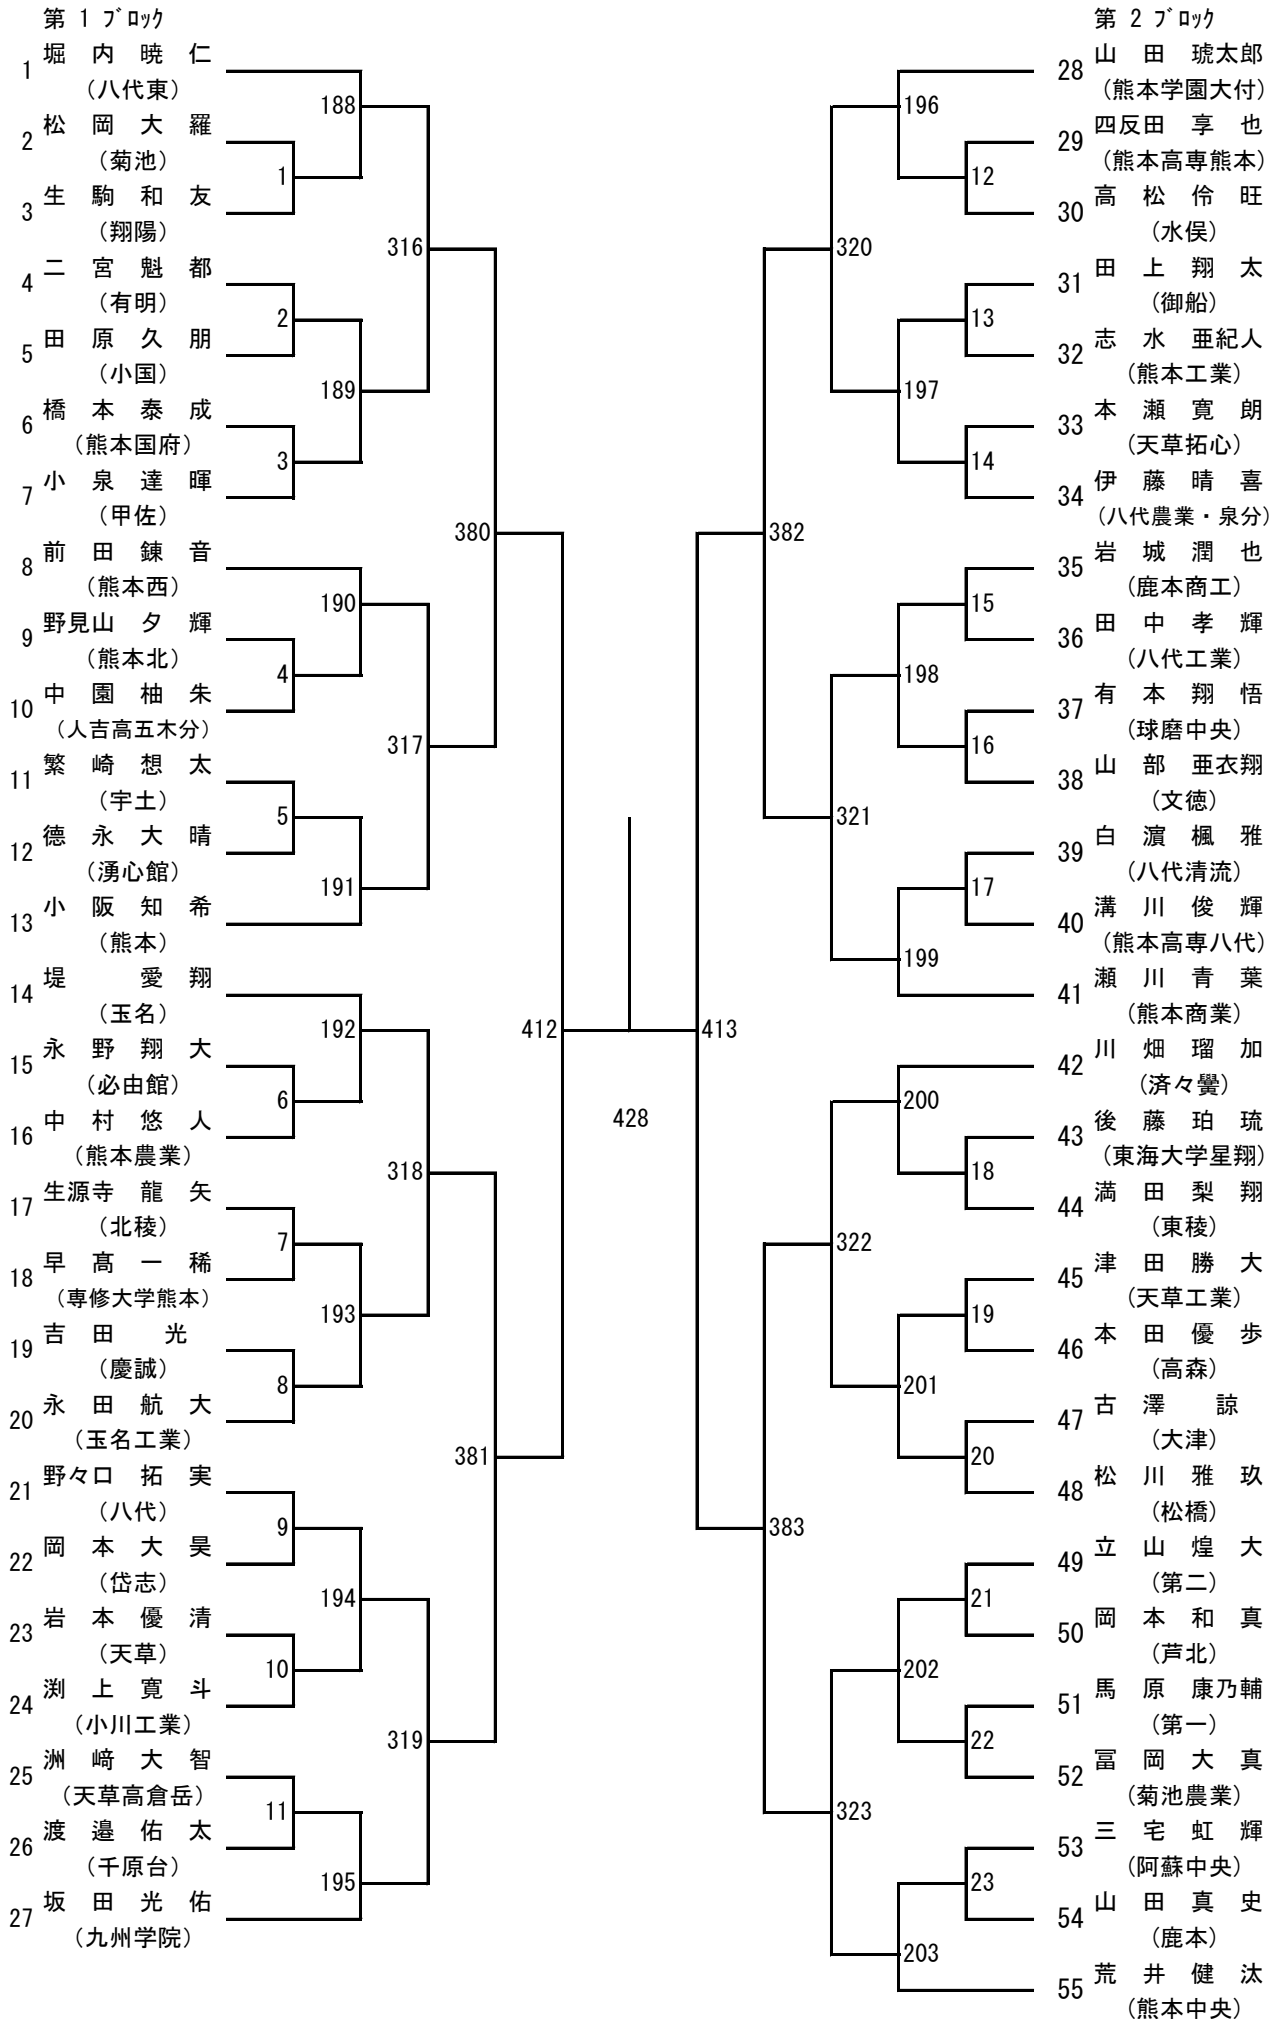 第 1 ﾌﾞﾛｯｸ
1 堀 内 暁 仁
(八代東)
188
2 松 岡 大 羅
(菊池)
1
3 生 駒 和 友
(翔陽)
316
4 二 宮 魁 都
(有明)
2
5 田 原 久 朋
(小国)
189
6 橋 本 泰 成
(熊本国府)
3
7 小 泉 達 暉
(甲佐)
380
8 前 田 錬 音
(熊本西)
190
9 野見山 夕 輝
(熊本北)
4
10 中 園 柚 朱
(人吉高五木分)
317
11 繁 崎 想 太
(宇土)
5
12 德 永 大 晴
(湧心館)
191
13 小 阪 知 希
(熊本)
14 堤 愛 翔
(玉名)
192
412
15 永 野 翔 大
(必由館)
6
16 中 村 悠 人
(熊本農業)
318
17 生源寺 龍 矢
(北稜)
7
18 早 髙 一 稀
(専修大学熊本)
193
19 吉 田 光
(慶誠)
8
20 永 田 航 大
(玉名工業)
381
21 野々口 拓 実
(八代)
9
22 岡 本 大 昊
(岱志)
194
23 岩 本 優 清
(天草)
10
24 渕 上 寛 斗
(小川工業)
319
25 洲 﨑 大 智
(天草高倉岳)
11
26 渡 邉 佑 太
(千原台)
195
27 坂 田 光 佑
(九州学院)
428
第 2 ﾌﾞﾛｯｸ
28 山 田 琥太郎
(熊本学園大付)
196
29 四反田 享 也
(熊本高専熊本)
12
30 高 松 伶 旺
(水俣)
320
31 田 上 翔 太
(御船)
13
32 志 水 亜紀人
(熊本工業)
197
33 本 瀬 寛 朗
(天草拓心)
14
34 伊 藤 晴 喜
(八代農業・泉分)
382
35 岩 城 潤 也
(鹿本商工)
15
36 田 中 孝 輝
(八代工業)
198
37 有 本 翔 悟
(球磨中央)
16
38 山 部 亜衣翔
(文徳)
321
39 白 濵 楓 雅
(八代清流)
17
40 溝 川 俊 輝
(熊本高専八代)
199
41 瀬 川 青 葉
(熊本商業)
413
42 川 畑 瑠 加
(済々黌)
200
43 後 藤 珀 琉
(東海大学星翔)
18
44 満 田 梨 翔
(東稜)
322
45 津 田 勝 大
(天草工業)
19
46 本 田 優 歩
(高森)
201
47 古 澤 諒
(大津)
20
48 松 川 雅 玖
(松橋)
383
49 立 山 煌 大
(第二)
21
50 岡 本 和 真
(芦北)
202
51 馬 原 康乃輔
(第一)
22
52 冨 岡 大 真
(菊池農業)
323
53 三 宅 虹 輝
(阿蘇中央)
23
54 山 田 真 史
(鹿本)
203
55 荒 井 健 汰
(熊本中央)